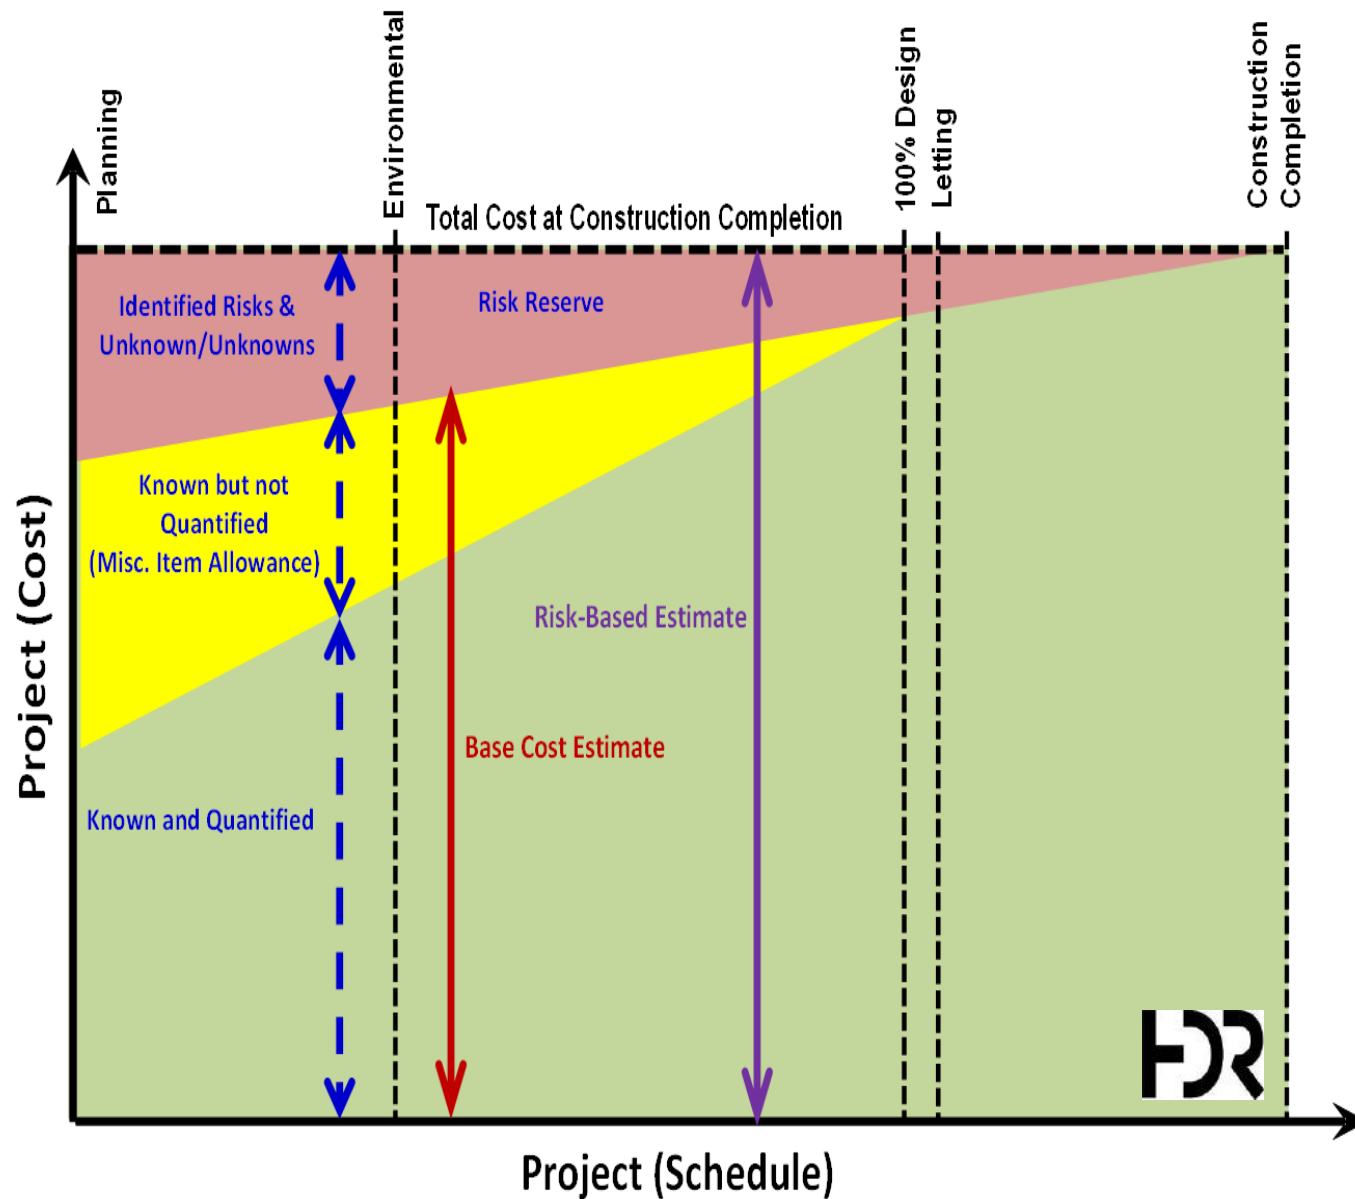 Planning
Environmental
100% Design
Letting
Construction
Completion
Total Cost at Construction Completion
Identified Risks &
Unknown/Unknowns
Risk Reserve
Known but not
Quantified
(Misc. Item Allowance)
Risk-Based Estimate
Base Cost Estimate
Known and Quantified
Project (Cost)
HDR
Project (Schedule)